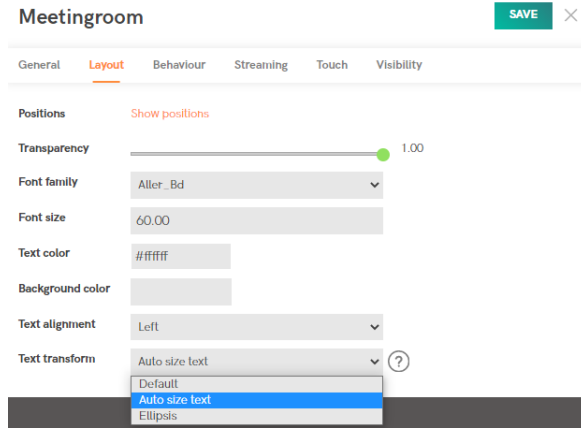 Meetingroom
SAVE
General Layout Behaviour Streaming Touch Visibility
Positions Show positions
Transparency 1.00
Font family Aller_Bd
Font size 60.00
Text color #ffffff
Background color
Text alignment Left
Text transform Auto size text ?
Default
Auto size text
Ellipsis